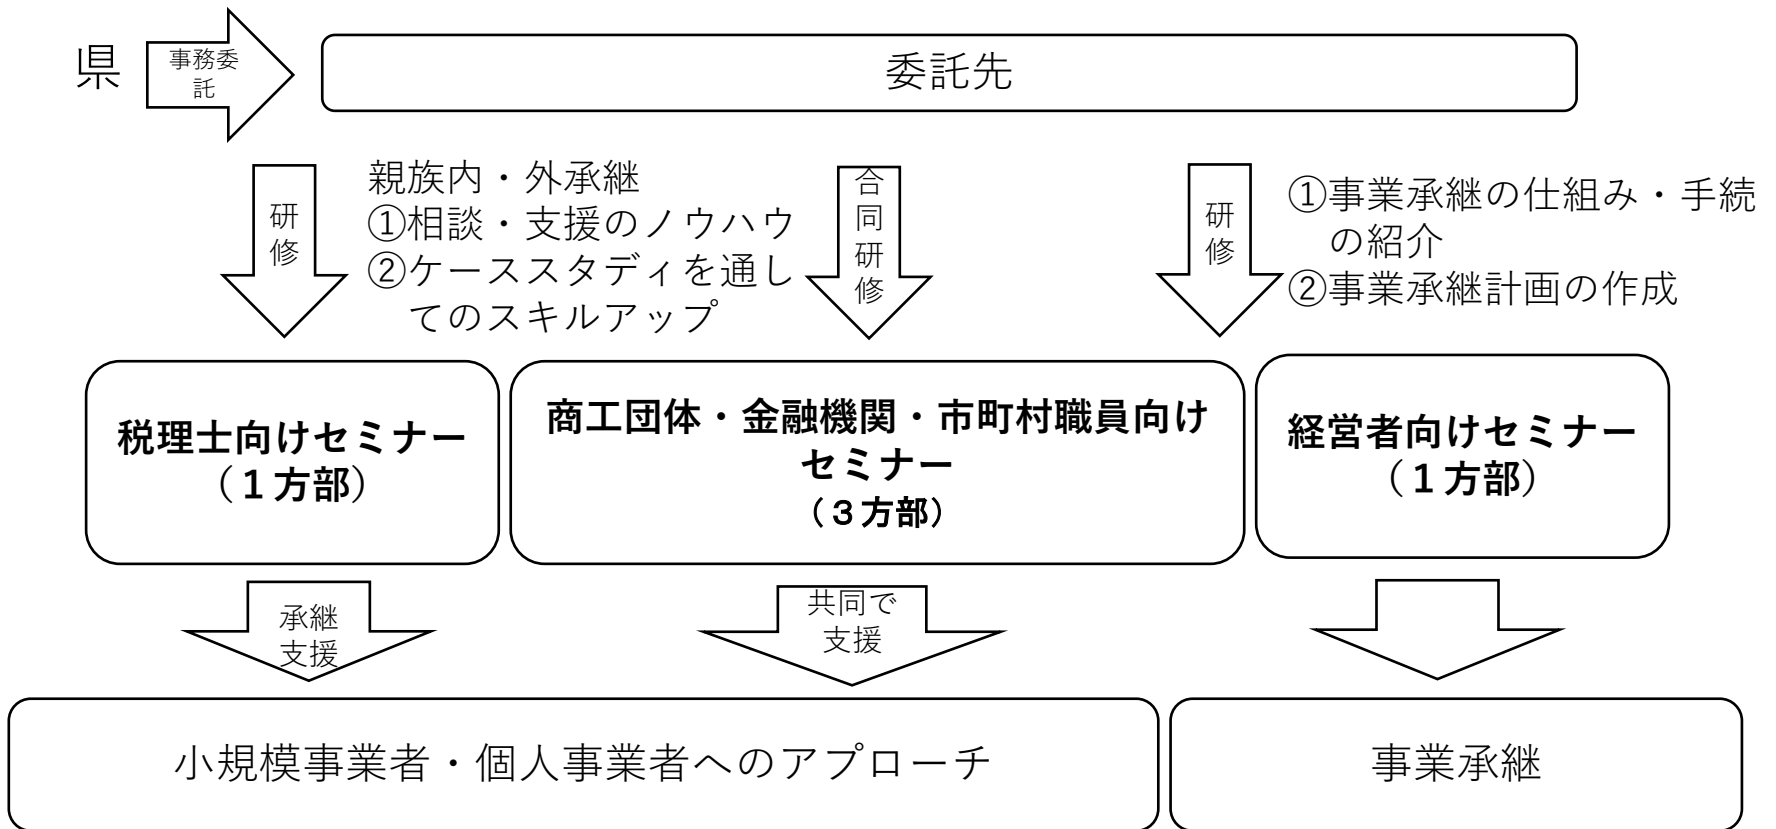 県
事務委
託
委託先
研
修
親族内・外承継
①相談・支援のノウハウ
②ケーススタディを通し
てのスキルアップ
合
同
研
修
研
修
①事業承継の仕組み・手続
の紹介
②事業承継計画の作成
税理士向けセミナー
（１方部）
商工団体・金融機関・市町村職員向け
セミナー
（３方部）
経営者向けセミナー
（１方部）
承継
支援
共同で
支援
小規模事業者・個人事業者へのアプローチ
事業承継